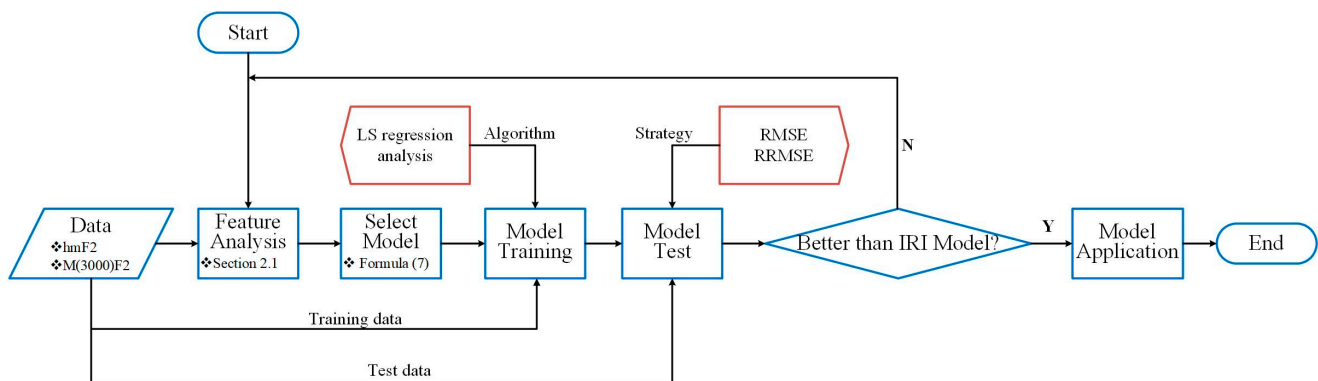 Start
LS regression
analysis
Algorithm
Strategy
RMSE
RRMSE
N
Data
❖hmF2
❖M(3000)F2
Feature
Analysis
❖Section 2.1
Select
Model
❖ Formula (7)
Model
Training
Model
Test
Better than IRI Model?
Y
Model
Application
End
Training data
Test data